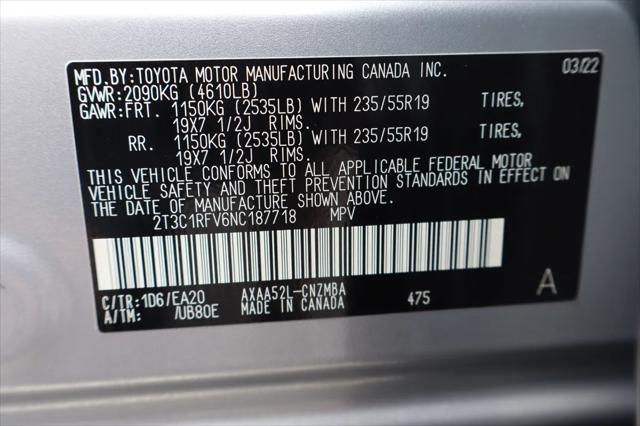 MFD.BY:TOYOTA MOTOR MANUFACTURING CANADA INC. 03/22
GVWR:2090KG (4610LB)
GAWR:FRT. 1150KG (2535LB) WITH 235/55R19 TIRES,
19X7 1/2J RIMS.
RR. 1150KG (2535LB) WITH 235/55R19 TIRES,
19X7 1/2J RIMS.
THIS VEHICLE CONFORMS TO ALL APPLICABLE FEDERAL MOTOR
VEHICLE SAFETY AND THEFT PREVENTION STANDARDS IN EFFECT ON
THE DATE OF MANUFACTURE SHOWN ABOVE.
2T3C1RFV6NC187718 MPV
C/TR:1D6/EA20 AXAA52L-CNZMBA 475 A
A/TM: /UB80E MADE IN CANADA